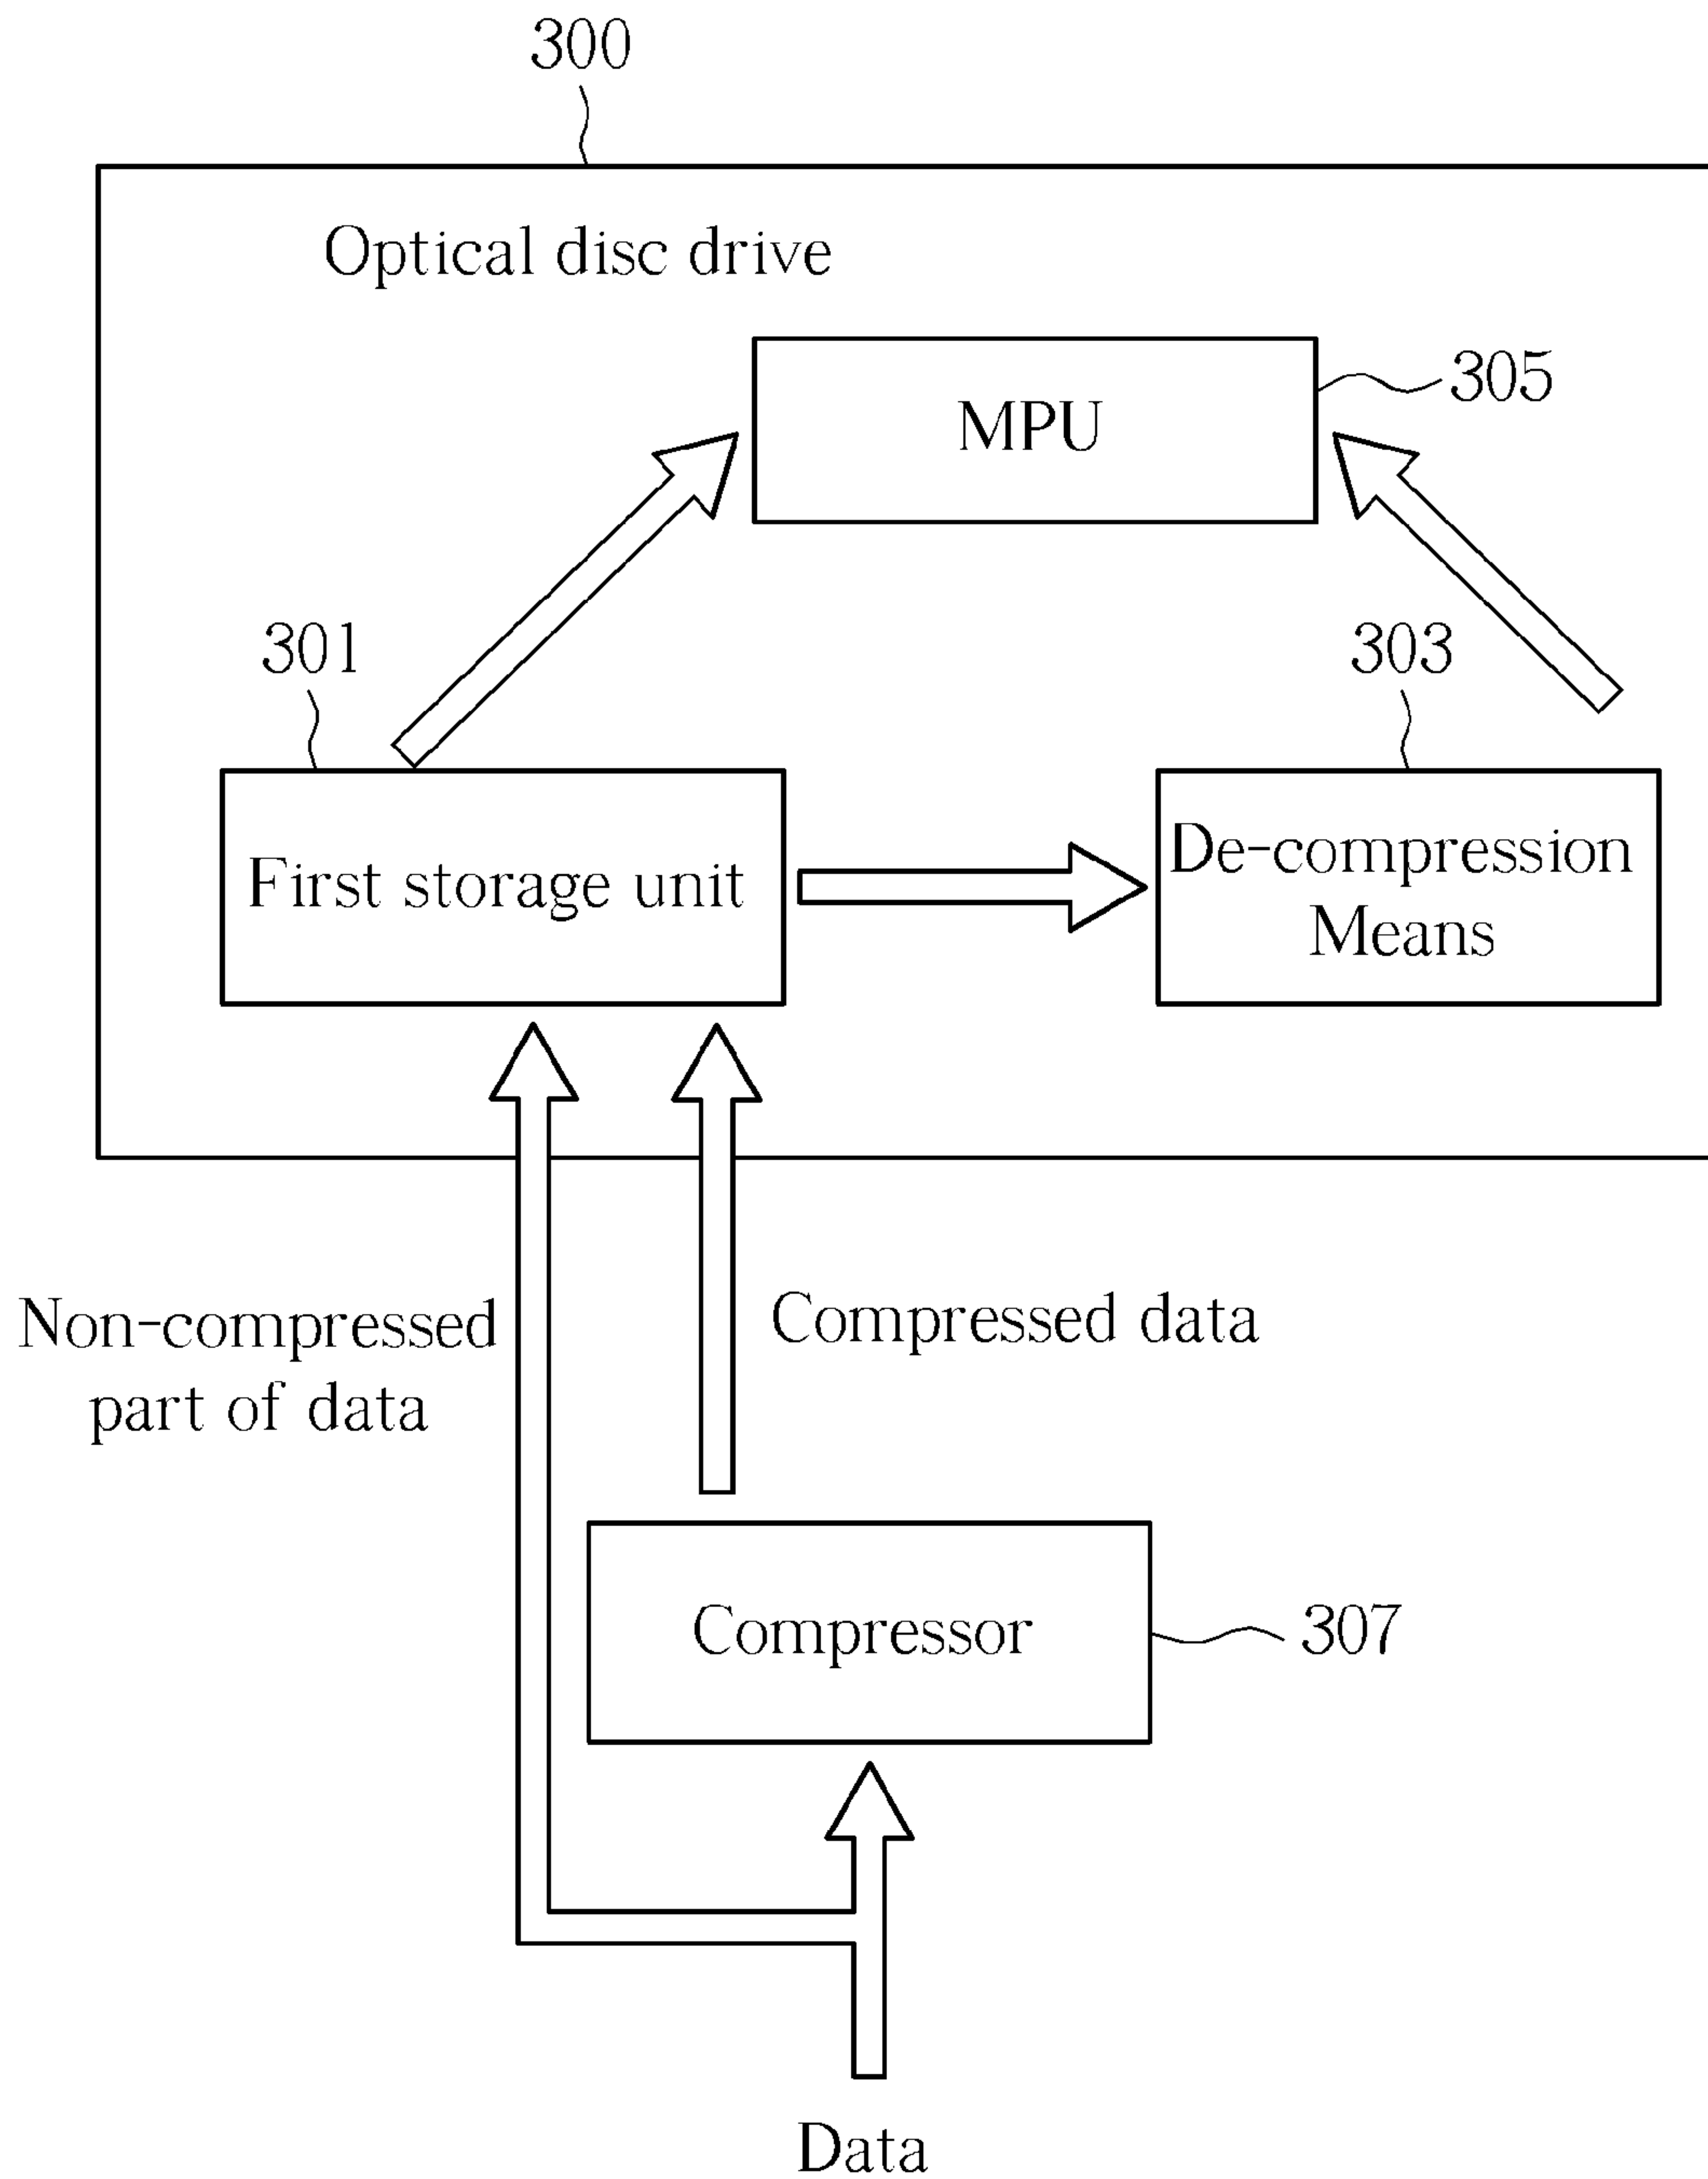 300
Optical disc drive
MPU
305
301
303
First storage unit
De-compression
Means
Non-compressed
part of data
Compressed data
Compressor
307
Data